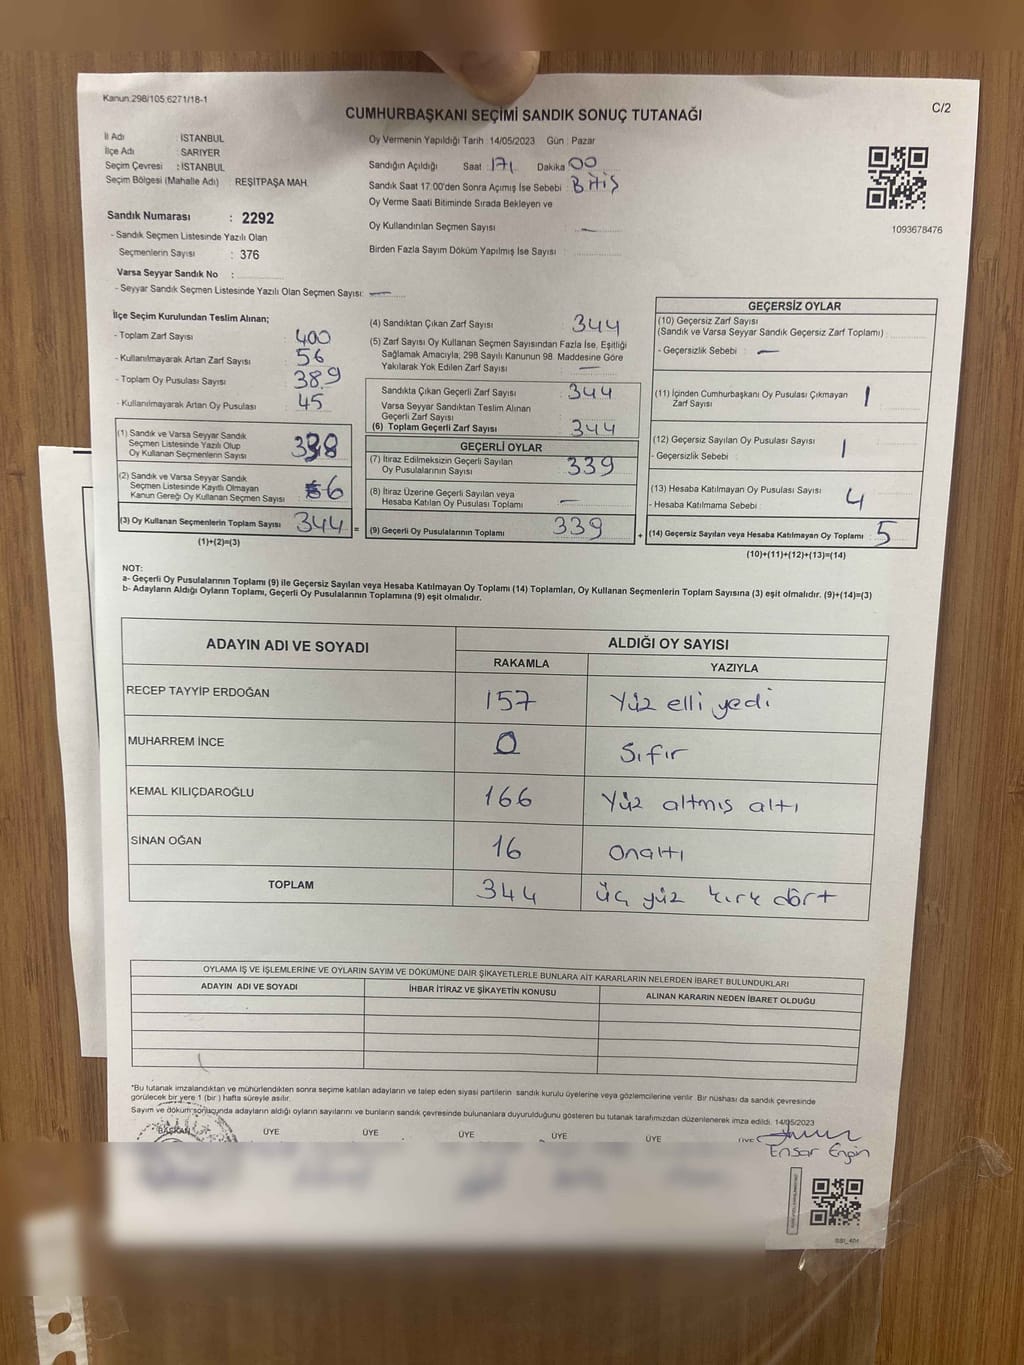 Kanun:298/105;6271/18-1
C/2
CUMHURBAŞKANI SEÇİMİ SANDIK SONUÇ TUTANAĞI
İl Adı : İSTANBUL
İlçe Adı : SARIYER
Seçim Çevresi : İSTANBUL
Seçim Bölgesi (Mahalle Adı) : REŞİTPAŞA MAH.
Sandık Numarası : 2292
- Sandık Seçmen Listesinde Yazılı Olan
Seçmenlerin Sayısı : 376
Varsa Seyyar Sandık No :
- Seyyar Sandık Seçmen Listesinde Yazılı Olan Seçmen Sayısı: —
Oy Vermenin Yapıldığı Tarih : 14/05/2023 Gün : Pazar
Sandığın Açıldığı Saat : 17 Dakika 00
Sandık Saat 17:00'den Sonra Açımış İse Sebebi : Bitiş
Oy Verme Saati Bitiminde Sırada Bekleyen ve
Oy Kullandırılan Seçmen Sayısı : —
Birden Fazla Sayım Döküm Yapılmış İse Sayısı :
1093678476
İlçe Seçim Kurulundan Teslim Alınan;
- Toplam Zarf Sayısı : 400
- Kullanılmayarak Artan Zarf Sayısı : 56
- Toplam Oy Pusulası Sayısı : 389
- Kullanılmayarak Artan Oy Pusulası : 45
(1) Sandık ve Varsa Seyyar Sandık
Seçmen Listesinde Yazılı Olup
Oy Kullanan Seçmenlerin Sayısı : 338
(2) Sandık ve Varsa Seyyar Sandık
Seçmen Listesinde Kayıtlı Olmayan
Kanun Gereği Oy Kullanan Seçmen Sayısı : 6
(3) Oy Kullanan Seçmenlerin Toplam Sayısı : 344 =
(1)+(2)=(3)
(4) Sandıktan Çıkan Zarf Sayısı : 344
(5) Zarf Sayısı Oy Kullanan Seçmen Sayısından Fazla İse, Eşitliği
Sağlamak Amacıyla; 298 Sayılı Kanunun 98. Maddesine Göre
Yakılarak Yok Edilen Zarf Sayısı : —
Sandıkta Çıkan Geçerli Zarf Sayısı : 344
Varsa Seyyar Sandıktan Teslim Alınan
Geçerli Zarf Sayısı :
(6) Toplam Geçerli Zarf Sayısı : 344
GEÇERLİ OYLAR
(7) İtiraz Edilmeksizin Geçerli Sayılan
Oy Pusulalarının Sayısı : 339
(8) İtiraz Üzerine Geçerli Sayılan veya
Hesaba Katılan Oy Pusulası Toplamı : —
(9) Geçerli Oy Pusulalarının Toplamı : 339 +
GEÇERSİZ OYLAR
(10) Geçersiz Zarf Sayısı
(Sandık ve Varsa Seyyar Sandık Geçersiz Zarf Toplamı) :
- Geçersizlik Sebebi : —
(11) İçinden Cumhurbaşkanı Oy Pusulası Çıkmayan
Zarf Sayısı : 1
(12) Geçersiz Sayılan Oy Pusulası Sayısı : 1
- Geçersizlik Sebebi :
(13) Hesaba Katılmayan Oy Pusulası Sayısı : 4
- Hesaba Katılmama Sebebi :
(14) Geçersiz Sayılan veya Hesaba Katılmayan Oy Toplamı : 5
(10)+(11)+(12)+(13)=(14)
NOT:
a- Geçerli Oy Pusulalarının Toplamı (9) ile Geçersiz Sayılan veya Hesaba Katılmayan Oy Toplamı (14) Toplamları, Oy Kullanan Seçmenlerin Toplam Sayısına (3) eşit olmalıdır. (9)+(14)=(3)
b- Adayların Aldığı Oyların Toplamı, Geçerli Oy Pusulalarının Toplamına (9) eşit olmalıdır.
ADAYIN ADI VE SOYADI
ALDIĞI OY SAYISI
RAKAMLA YAZIYLA
RECEP TAYYİP ERDOĞAN 157 Yüz elli yedi
MUHARREM İNCE 0 Sıfır
KEMAL KILIÇDAROĞLU 166 Yüz altmış altı
SİNAN OĞAN 16 Onaltı
TOPLAM 344 üç yüz kırk dört
OYLAMA İŞ VE İŞLEMLERİNE VE OYLARIN SAYIM VE DÖKÜMÜNE DAİR ŞİKAYETLERLE BUNLARA AİT KARARLARIN NELERDEN İBARET BULUNDUKLARI
ADAYIN ADI VE SOYADI İHBAR İTİRAZ VE ŞİKAYETİN KONUSU ALINAN KARARIN NEDEN İBARET OLDUĞU
*Bu tutanak imzalandıktan ve mühürlendikten sonra seçime katılan adayların ve talep eden siyasi partilerin sandık kurulu üyelerine veya gözlemcilerine verilir. Bir nüshası da sandık çevresinde
görülecek bir yere 1 (bir ) hafta süreyle asılır.
Sayım ve döküm sonucunda adayların aldığı oyların sayılarını ve bunların sandık çevresinde bulunanlara duyurulduğunu gösteren bu tutanak tarafımızdan düzenlenerek imza edildi. 14/05/2023
BAŞKAN ÜYE ÜYE ÜYE ÜYE ÜYE ÜYE
Ensar Engin